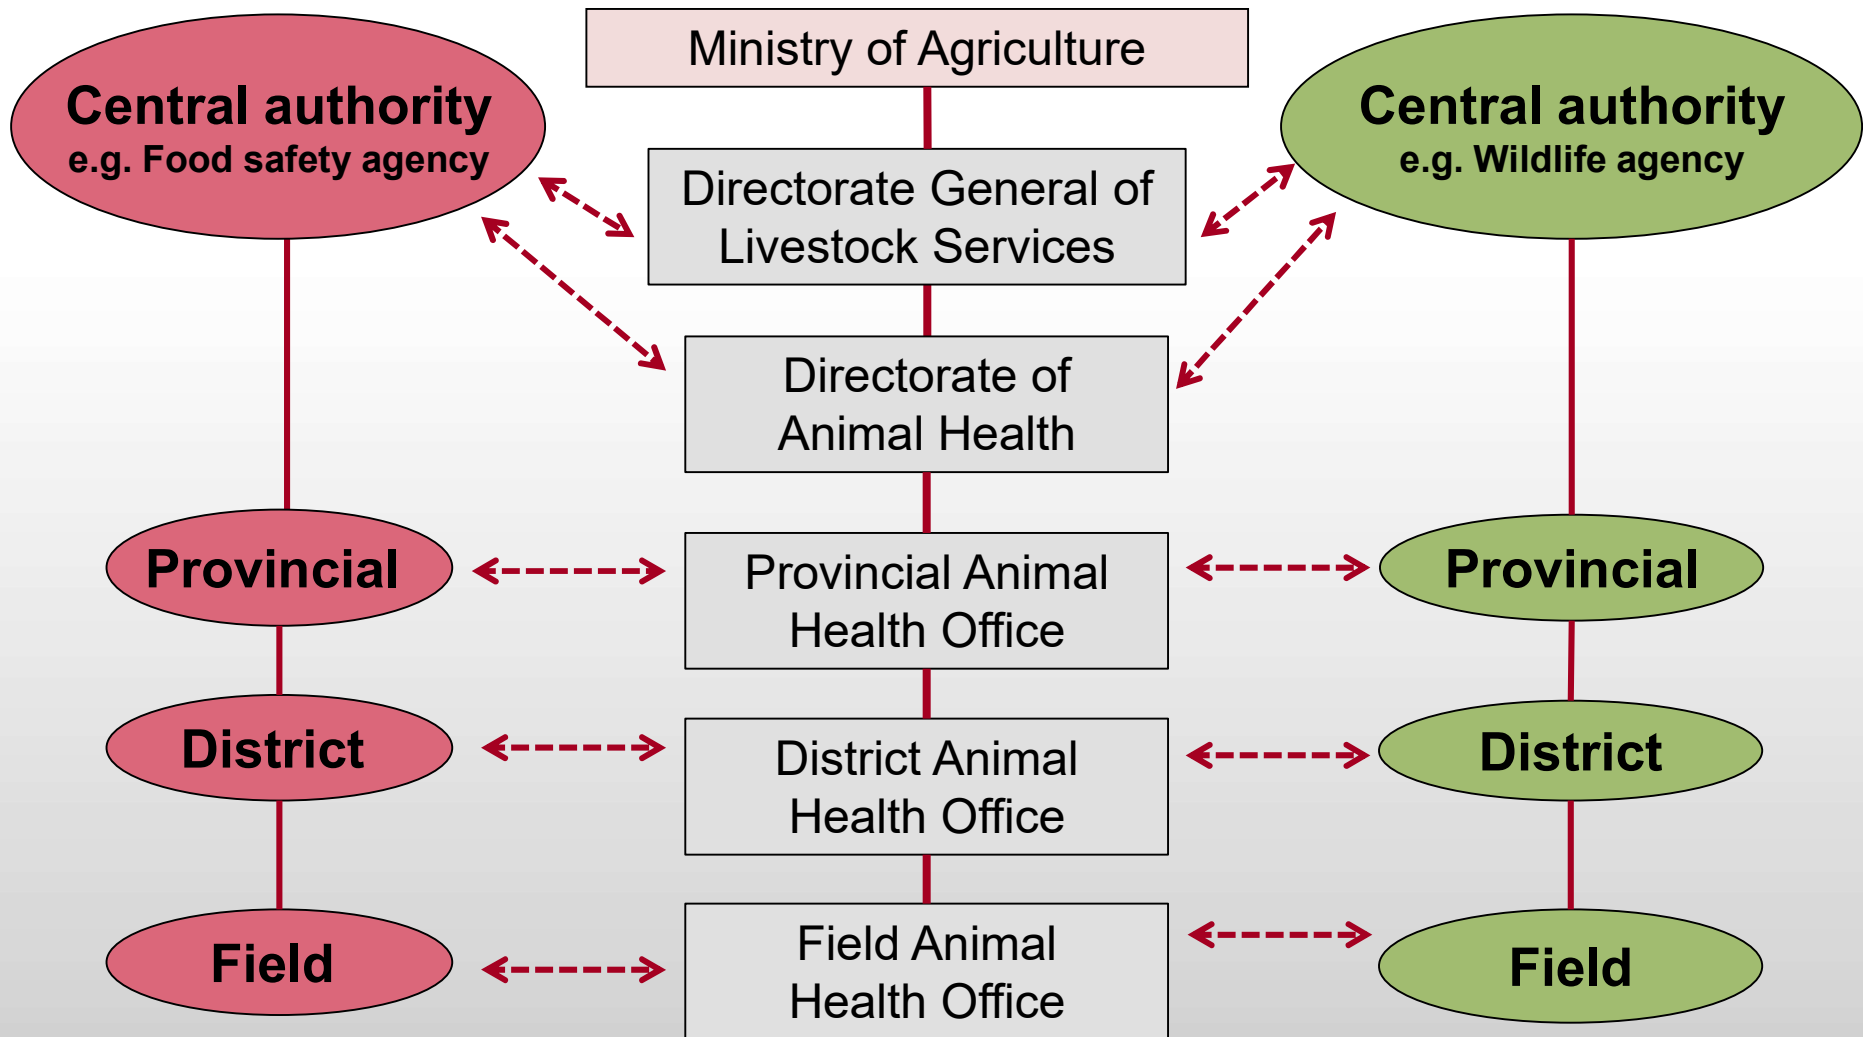 Ministry of Agriculture
Central authority
e.g. Food safety agency
Central authority
e.g. Wildlife agency
Directorate General of
Livestock Services
Directorate of
Animal Health
Provincial
Provincial Animal
Health Office
Provincial
District
District Animal
Health Office
District
Field
Field Animal
Health Office
Field